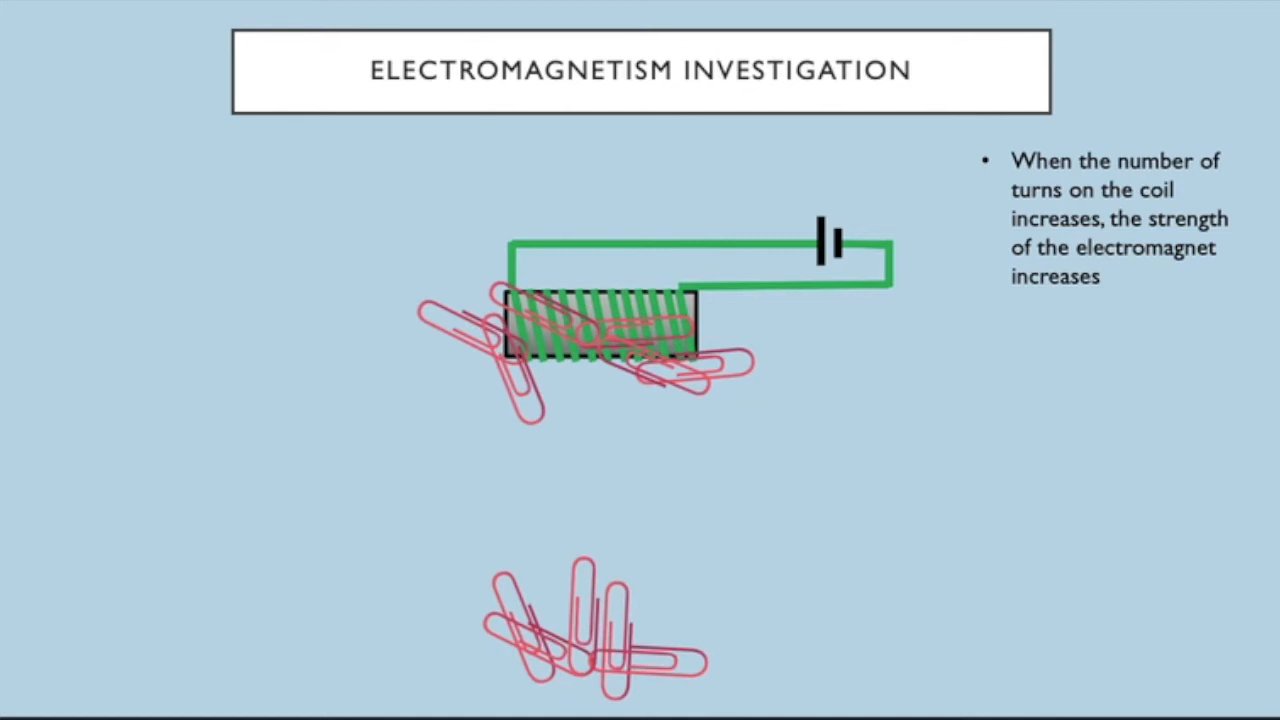 ELECTROMAGNETISM INVESTIGATION
• When the number of
turns on the coil
increases, the strength
of the electromagnet
increases